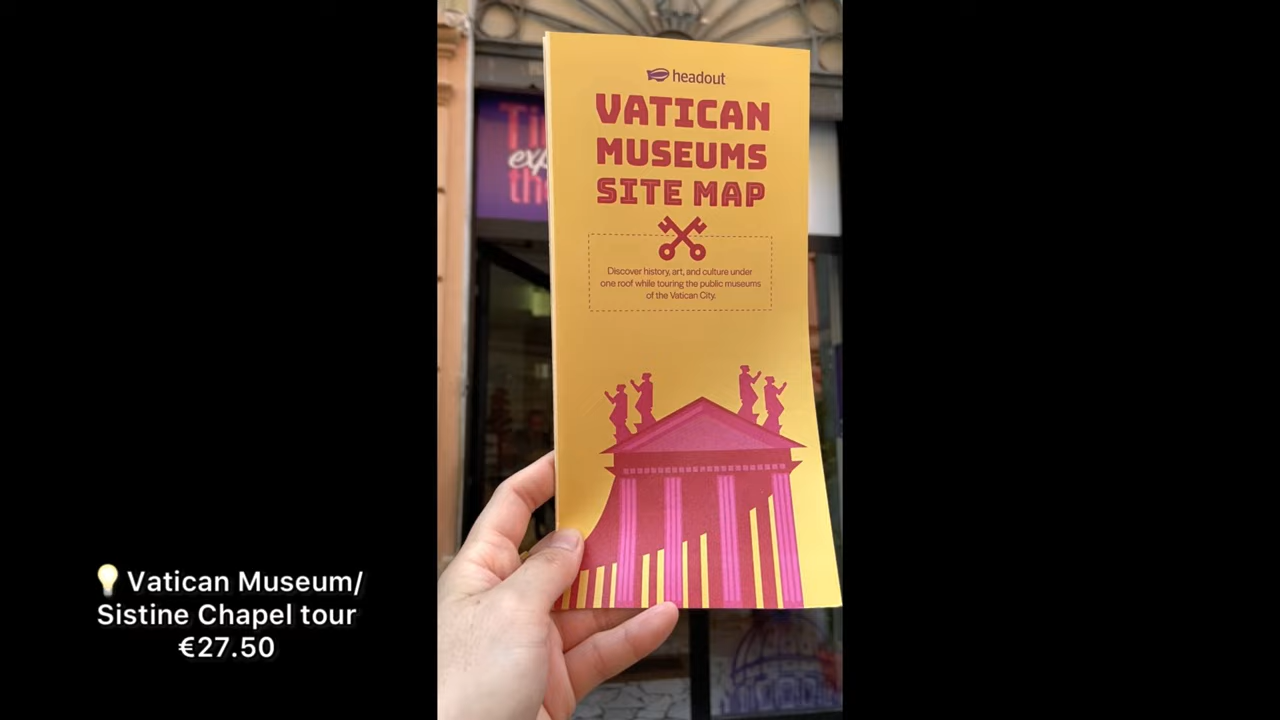 headout
VATICAN
MUSEUMS
SITE MAP
Discover history, art, and culture under
one roof while touring the public museums
of the Vatican City.
💡 Vatican Museum/
Sistine Chapel tour
€27.50